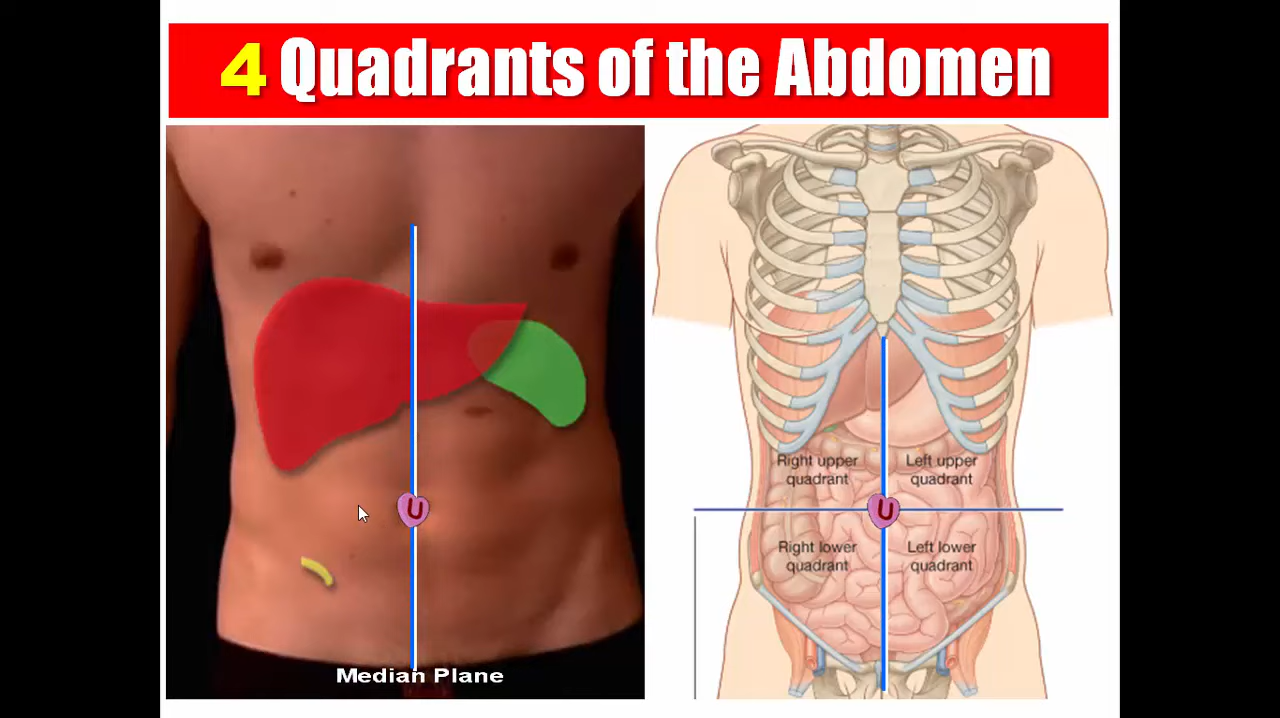 4 Quadrants of the Abdomen
U
Median Plane
Right upper
quadrant
Left upper
quadrant
U
Right lower
quadrant
Left lower
quadrant